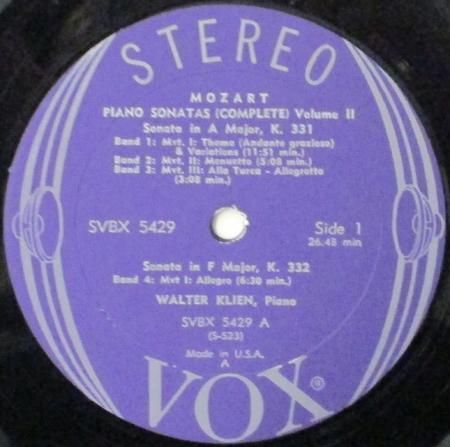 STEREO
MOZART
PIANO SONATAS (COMPLETE) Volume II
Sonata in A Major, K. 331
Band 1: Mvt. I: Theme (Andante grazioso)
& Variations (11:51 min.)
Band 2: Mvt. II: Menuetto (5:08 min.)
Band 3: Mvt. III: Alla Turca - Allegretto
(3:08 min.)
SVBX 5429
Side 1
26.48 min
Sonata in F Major, K. 332
Band 4: Mvt I: Allegro (6:30 min.)
WALTER KLIEN, Piano
SVBX 5429 A
(S-523)
Made in U.S.A.
A
VOX®